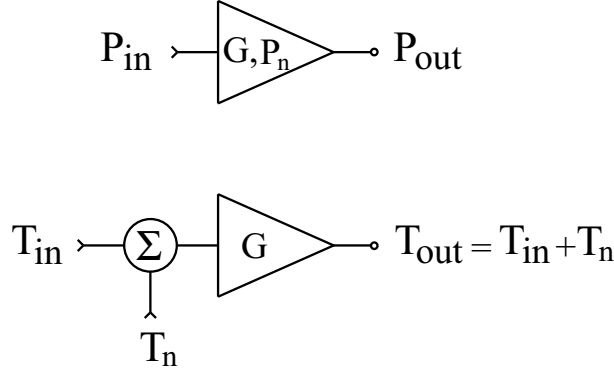 P_in G,P_n P_out
T_in Σ G T_out = T_in + T_n
T_n